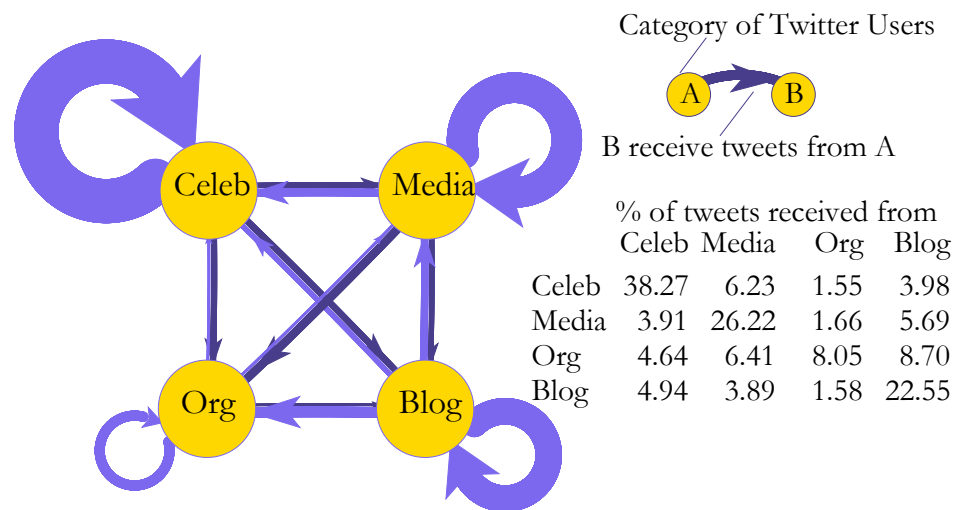 Category of Twitter Users
A B
B receive tweets from A
Celeb Media
Org Blog
% of tweets received from
Celeb Media Org Blog
Celeb 38.27 6.23 1.55 3.98
Media 3.91 26.22 1.66 5.69
Org 4.64 6.41 8.05 8.70
Blog 4.94 3.89 1.58 22.55